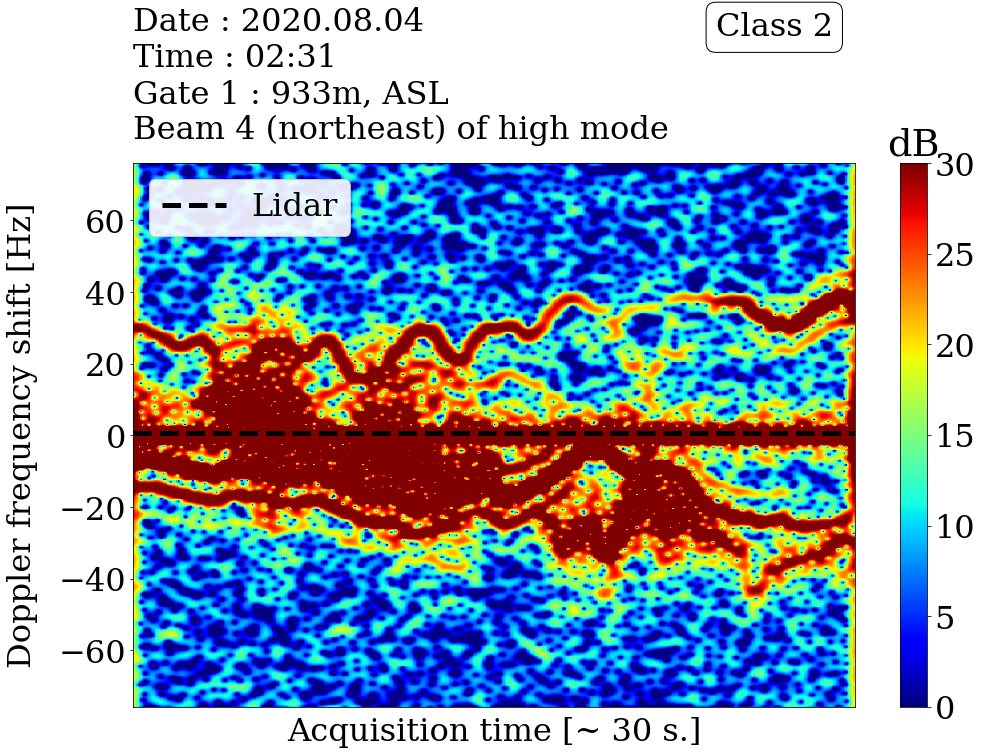 Date : 2020.08.04
Class 2
Time : 02:31
Gate 1 : 933m, ASL
Beam 4 (northeast) of high mode
dB
Lidar
60
40
20
0
−20
−40
−60
Doppler frequency shift [Hz]
Acquisition time [~ 30 s.]
30
25
20
15
10
5
0